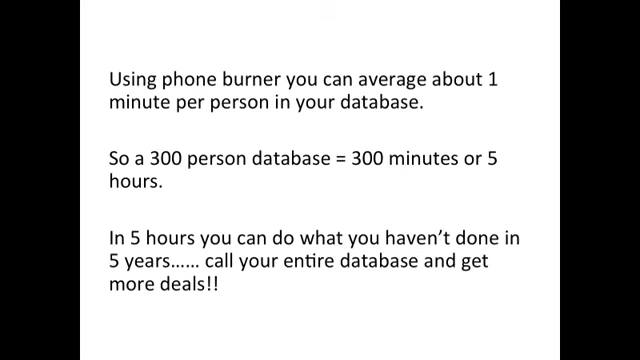 Using phone burner you can average about 1
minute per person in your database.
So a 300 person database = 300 minutes or 5
hours.
In 5 hours you can do what you haven’t done in
5 years…… call your entire database and get
more deals!!